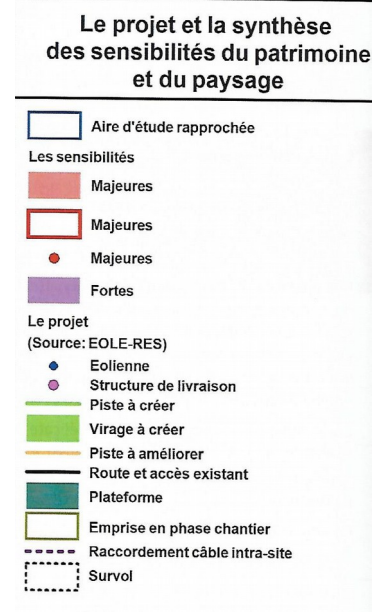 Le projet et la synthèse
des sensibilités du patrimoine
et du paysage
Aire d'étude rapprochée
Les sensibilités
Majeures
Majeures
Majeures
Fortes
Le projet
(Source: EOLE-RES)
Eolienne
Structure de livraison
Piste à créer
Virage à créer
Piste à améliorer
Route et accès existant
Plateforme
Emprise en phase chantier
Raccordement câble intra-site
Survol